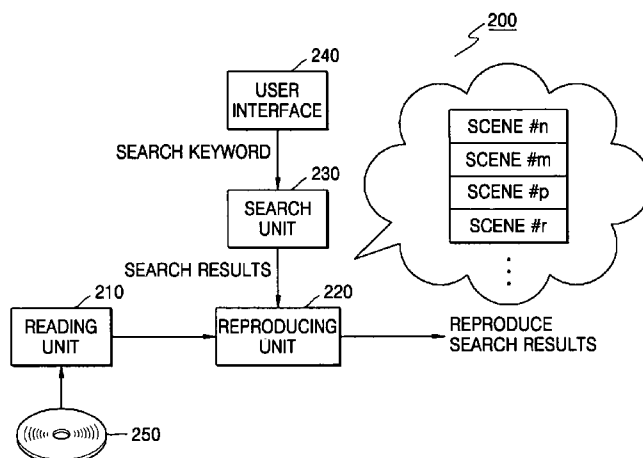 200
240
USER
INTERFACE
SEARCH KEYWORD
230
SEARCH
UNIT
SEARCH RESULTS
SCENE #n
SCENE #m
SCENE #p
SCENE #r
210
READING
UNIT
220
REPRODUCING
UNIT
REPRODUCE
SEARCH RESULTS
250